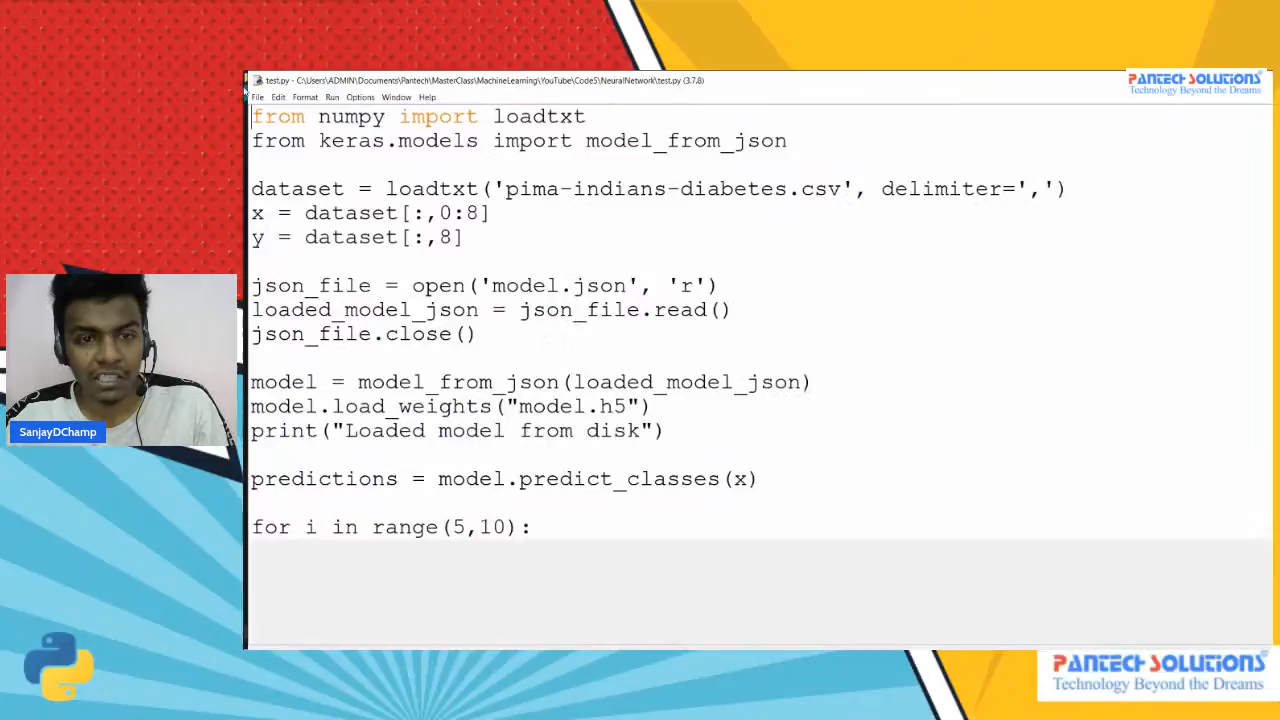 test.py - C:\Users\ADMIN\Documents\Pantech\MasterClass\MachineLearning\YouTube\Code5\NeuralNetwork\test.py (3.7.8)
File Edit Format Run Options Window Help
PANTECH SOLUTIONS
Technology Beyond the Dreams
from numpy import loadtxt
from keras.models import model_from_json
dataset = loadtxt('pima-indians-diabetes.csv', delimiter=',')
x = dataset[:,0:8]
y = dataset[:,8]
json_file = open('model.json', 'r')
loaded_model_json = json_file.read()
json_file.close()
model = model_from_json(loaded_model_json)
model.load_weights("model.h5")
print("Loaded model from disk")
predictions = model.predict_classes(x)
for i in range(5,10):
SanjayDChamp
PANTECH SOLUTIONS
Technology Beyond the Dreams